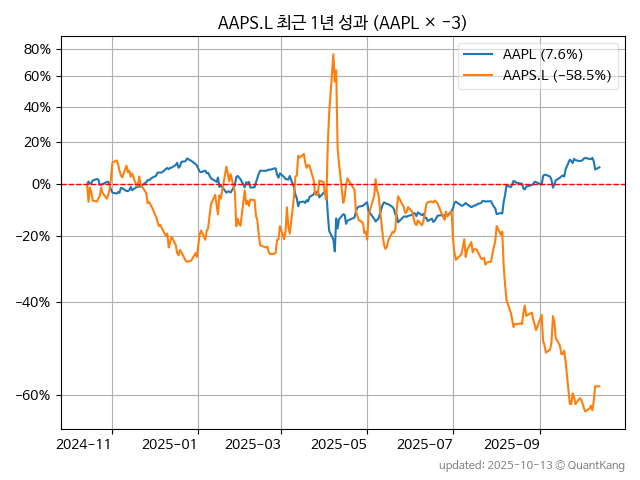 AAPS.L 최근 1년 성과 (AAPL × −3)
AAPL (7.6%)
AAPS.L (−58.5%)
80%
60%
40%
20%
0%
−20%
−40%
−60%
2024-11 2025-01 2025-03 2025-05 2025-07 2025-09
updated: 2025-10-13 © QuantKang